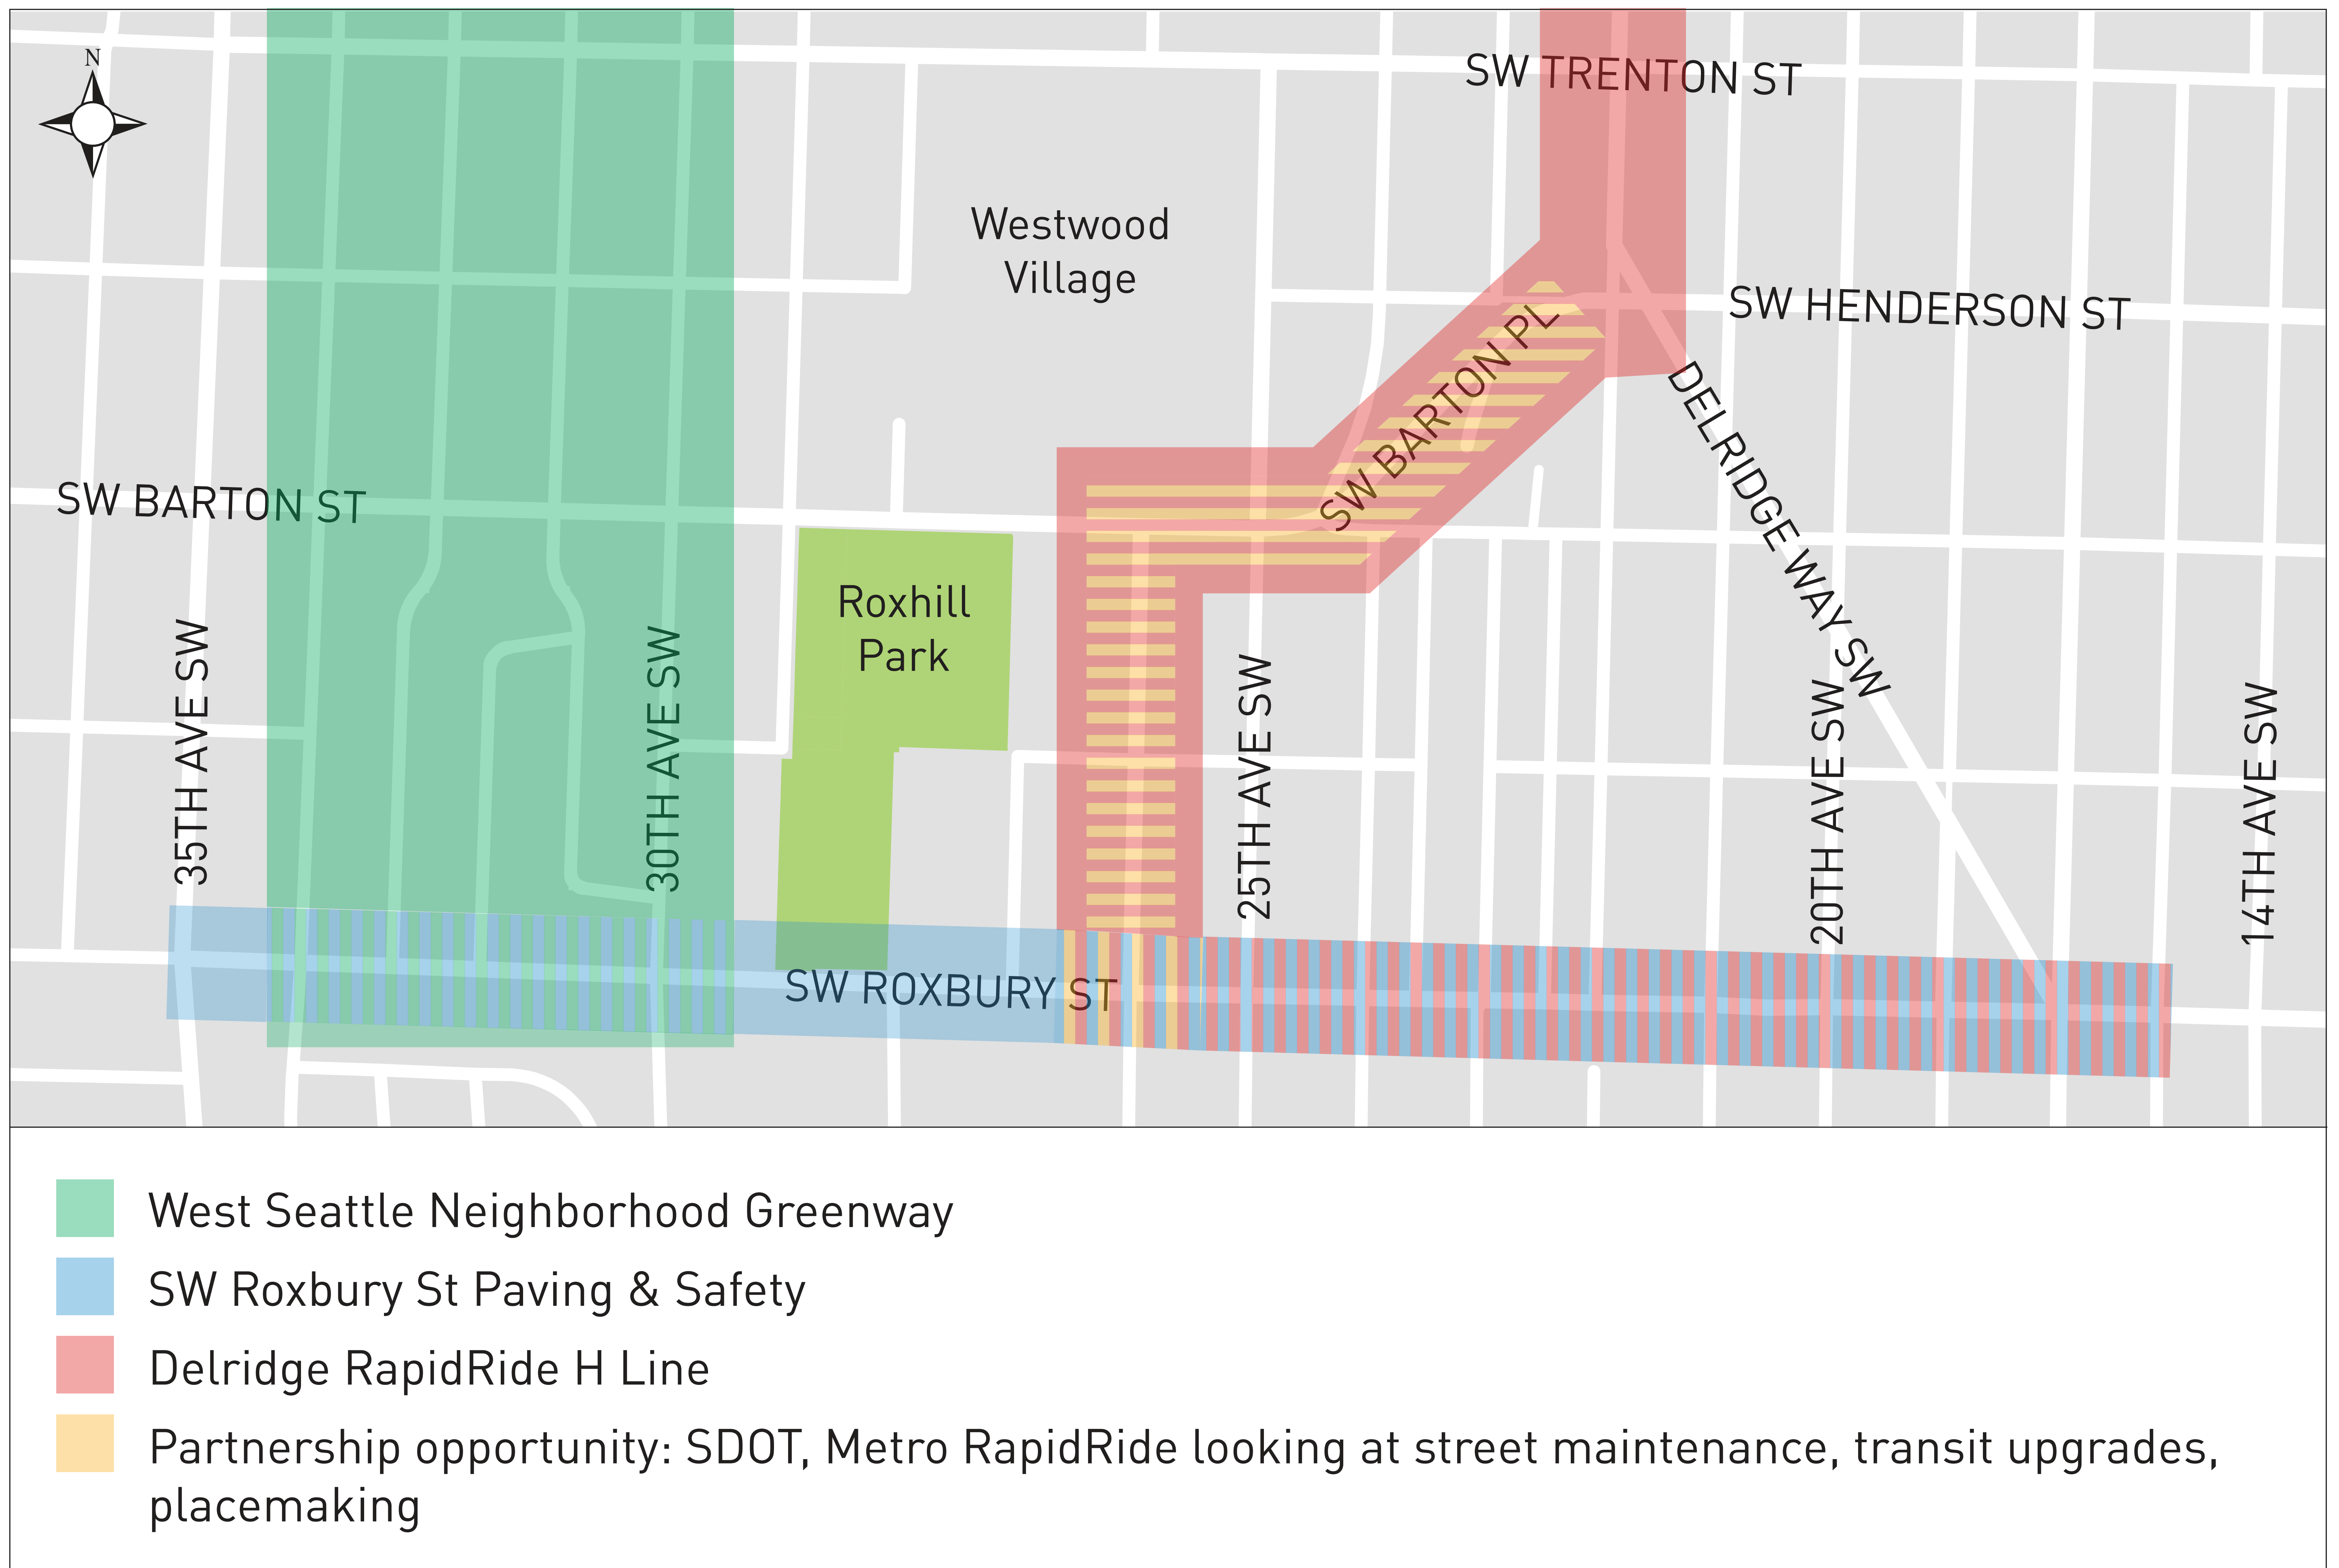 N
SW TRENTON ST
Westwood
Village
SW HENDERSON ST
SW BARTON PL
DELRIDGE WAY SW
SW BARTON ST
Roxhill
Park
35TH AVE SW
30TH AVE SW
25TH AVE SW
20TH AVE SW
14TH AVE SW
SW ROXBURY ST
West Seattle Neighborhood Greenway
SW Roxbury St Paving & Safety
Delridge RapidRide H Line
Partnership opportunity: SDOT, Metro RapidRide looking at street maintenance, transit upgrades,
placemaking